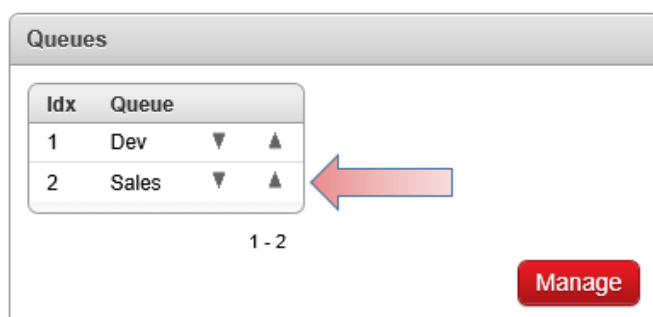 Queues
Idx Queue
1 Dev ▼ ▲
2 Sales ▼ ▲
1 - 2
Manage